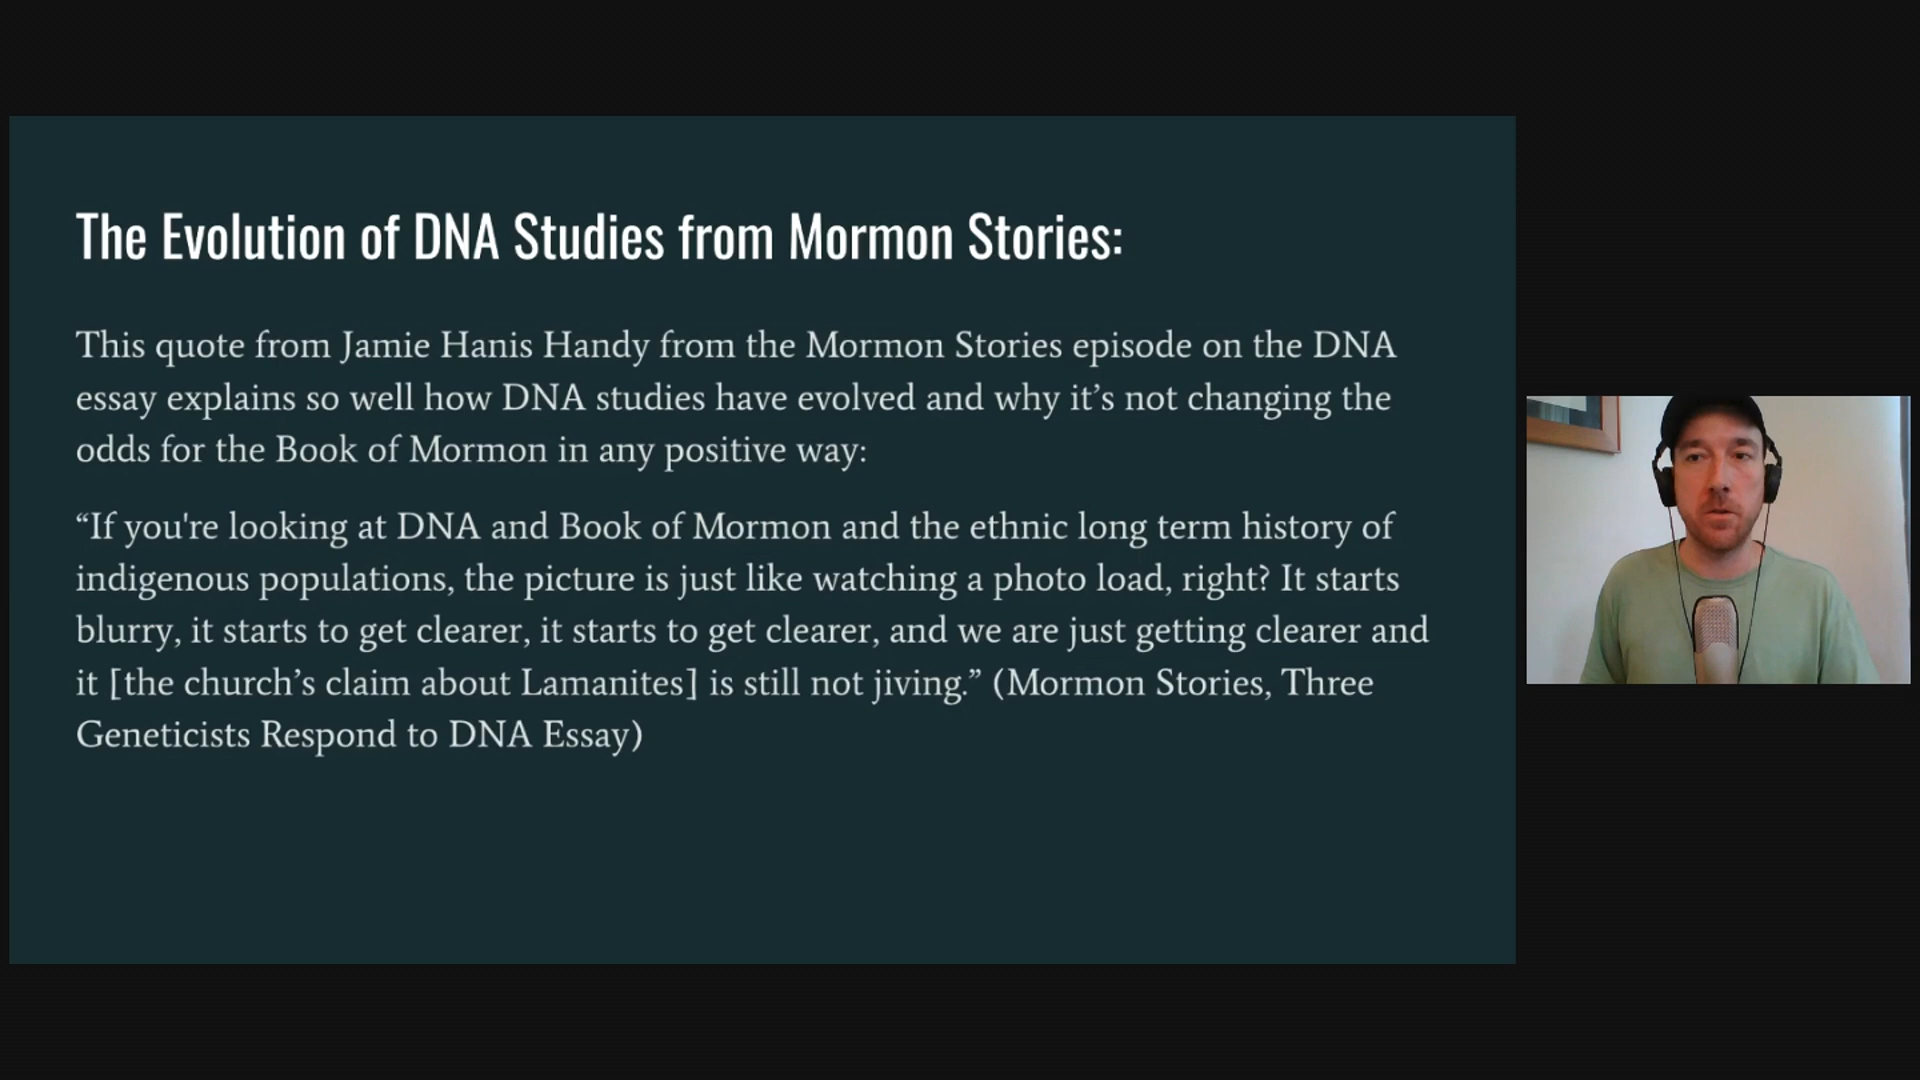 The Evolution of DNA Studies from Mormon Stories:
This quote from Jamie Hanis Handy from the Mormon Stories episode on the DNA
essay explains so well how DNA studies have evolved and why it’s not changing the
odds for the Book of Mormon in any positive way:
“If you're looking at DNA and Book of Mormon and the ethnic long term history of
indigenous populations, the picture is just like watching a photo load, right? It starts
blurry, it starts to get clearer, it starts to get clearer, and we are just getting clearer and
it [the church’s claim about Lamanites] is still not jiving.” (Mormon Stories, Three
Geneticists Respond to DNA Essay)